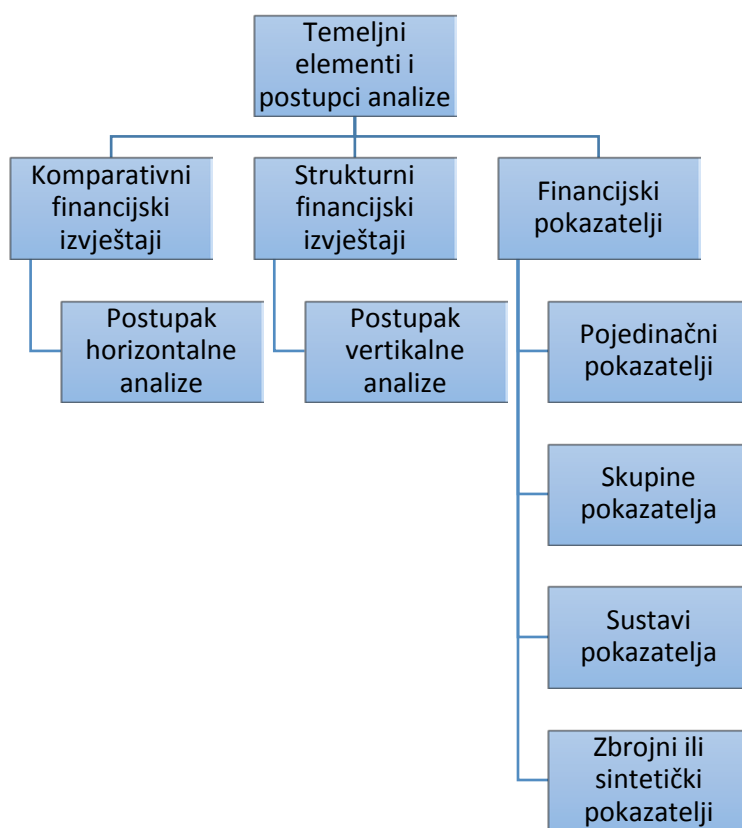 Temeljni
elementi i
postupci analize
Komparativni
financijski
izvještaji
Strukturni
financijski
izvještaji
Financijski
pokazatelji
Postupak
horizontalne
analize
Postupak
vertikalne
analize
Pojedinačni
pokazatelji
Skupine
pokazatelja
Sustavi
pokazatelja
Zbrojni ili
sintetički
pokazatelji